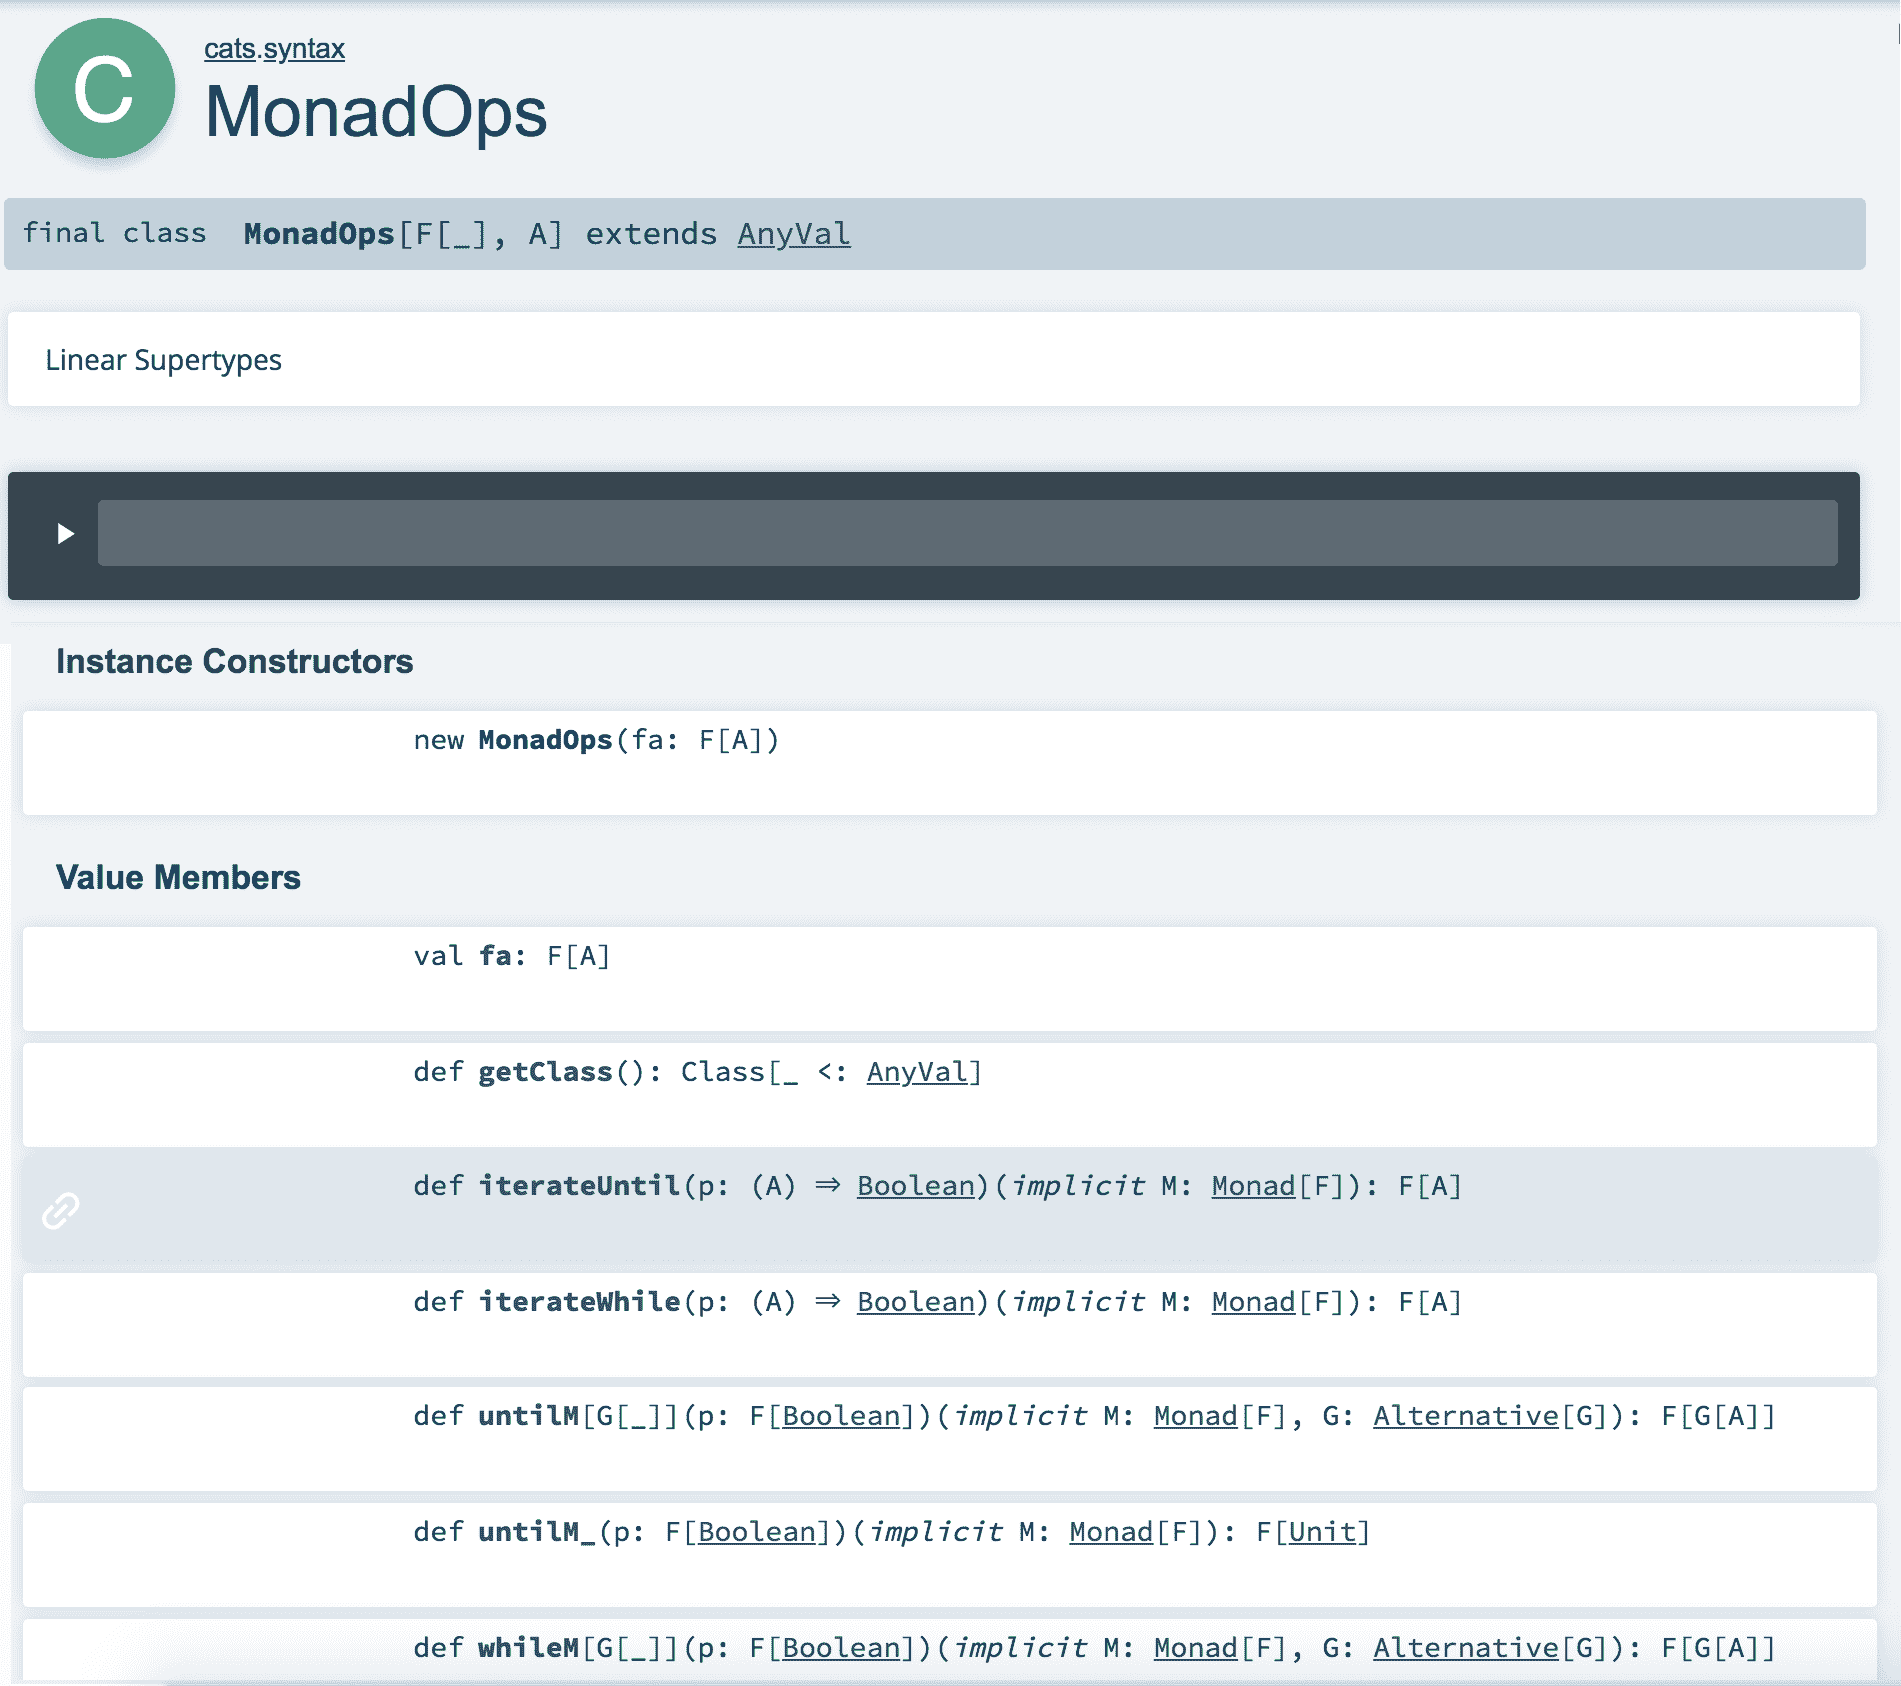 C
cats.syntax
MonadOps
final class MonadOps[F[_], A] extends AnyVal
Linear Supertypes
Instance Constructors
new MonadOps(fa: F[A])
Value Members
val fa: F[A]
def getClass(): Class[_ <: AnyVal]
def iterateUntil(p: (A) ⇒ Boolean)(implicit M: Monad[F]): F[A]
def iterateWhile(p: (A) ⇒ Boolean)(implicit M: Monad[F]): F[A]
def untilM[G[_]](p: F[Boolean])(implicit M: Monad[F], G: Alternative[G]): F[G[A]]
def untilM_(p: F[Boolean])(implicit M: Monad[F]): F[Unit]
def whileM[G[_]](p: F[Boolean])(implicit M: Monad[F], G: Alternative[G]): F[G[A]]